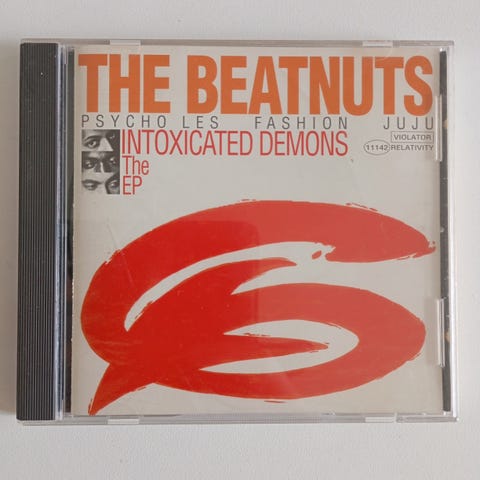 THE BEATNUTS
PSYCHO LES FASHION JUJU
INTOXICATED DEMONS
The
EP
VIOLATOR
11142 RELATIVITY